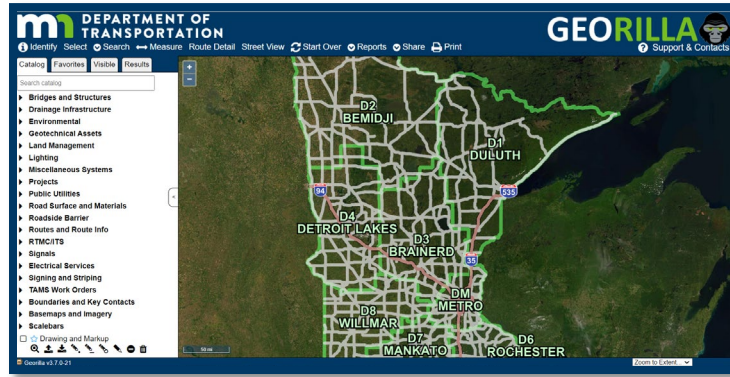 DEPARTMENT OF
TRANSPORTATION
GEORILLA
Identify Select Search Measure Route Detail Street View Start Over Reports Share Print
Support & Contacts
Catalog Favorites Visible Results
Search catalog
Bridges and Structures
Drainage Infrastructure
Environmental
Geotechnical Assets
Land Management
Lighting
Miscellaneous Systems
Projects
Public Utilities
Road Surface and Materials
Roadside Barrier
Routes and Route Info
RTMC/ITS
Signals
Electrical Services
Signing and Striping
TAMS Work Orders
Boundaries and Key Contacts
Basemaps and Imagery
Scalebars
Drawing and Markup
D2
BEMIDJI
D1
DULUTH
94
535
D4
DETROIT LAKES
D3
BRAINERD
35
DM
METRO
D8
WILLMAR
D7
MANKATO
D6
ROCHESTER
50 mi
Georilla v3.7.0-21
Zoom to Extent...